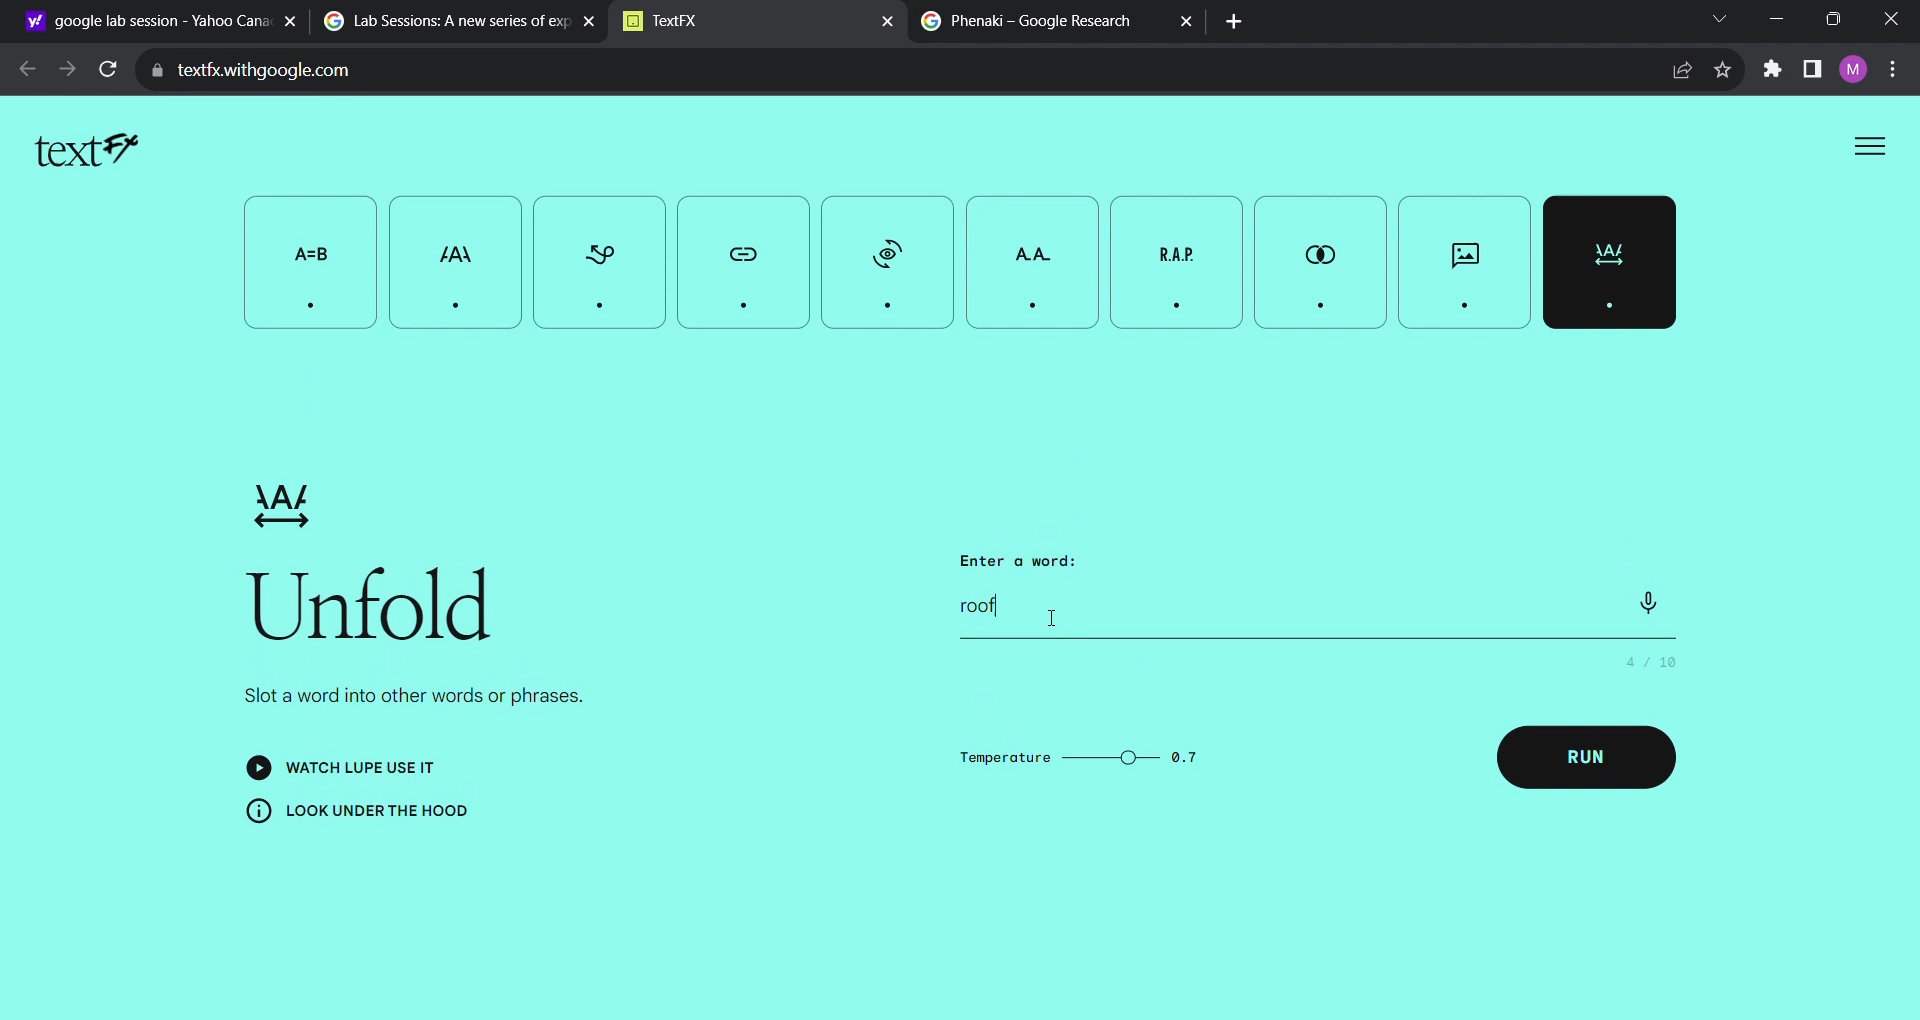 google lab session - Yahoo Cana
Lab Sessions: A new series of exp
TextFX
Phenaki – Google Research
textfx.withgoogle.com
M
textFX
A=B
A.A.
R.A.P.
Unfold
Slot a word into other words or phrases.
WATCH LUPE USE IT
LOOK UNDER THE HOOD
Enter a word:
roof
4 / 10
Temperature 0.7
RUN